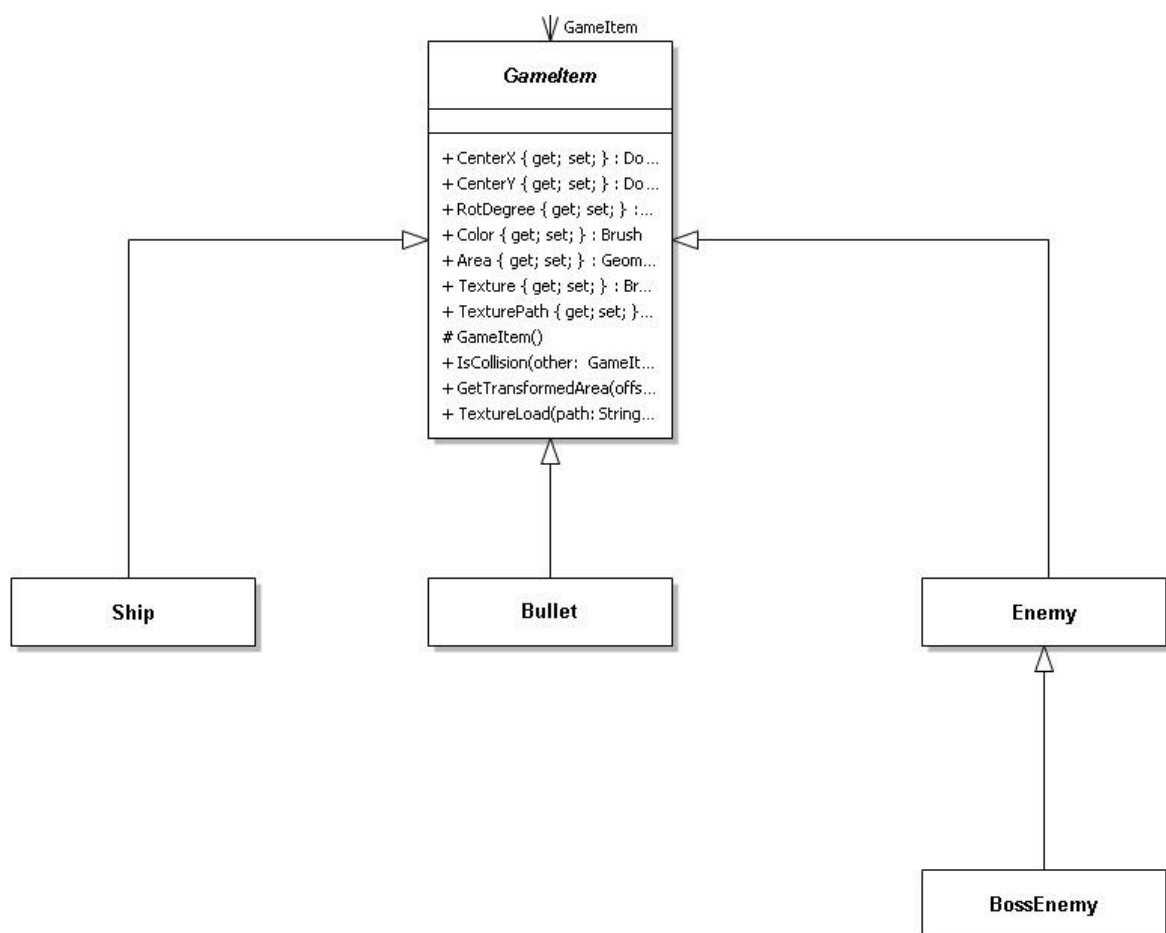 GameItem
GameItem
+ CenterX { get; set; } : Do...
+ CenterY { get; set; } : Do...
+ RotDegree { get; set; } :...
+ Color { get; set; } : Brush
+ Area { get; set; } : Geom...
+ Texture { get; set; } : Br...
+ TexturePath { get; set; }...
# GameItem()
+ IsCollision(other: GameIt...
+ GetTransformedArea(offs...
+ TextureLoad(path: String...
Ship
Bullet
Enemy
BossEnemy